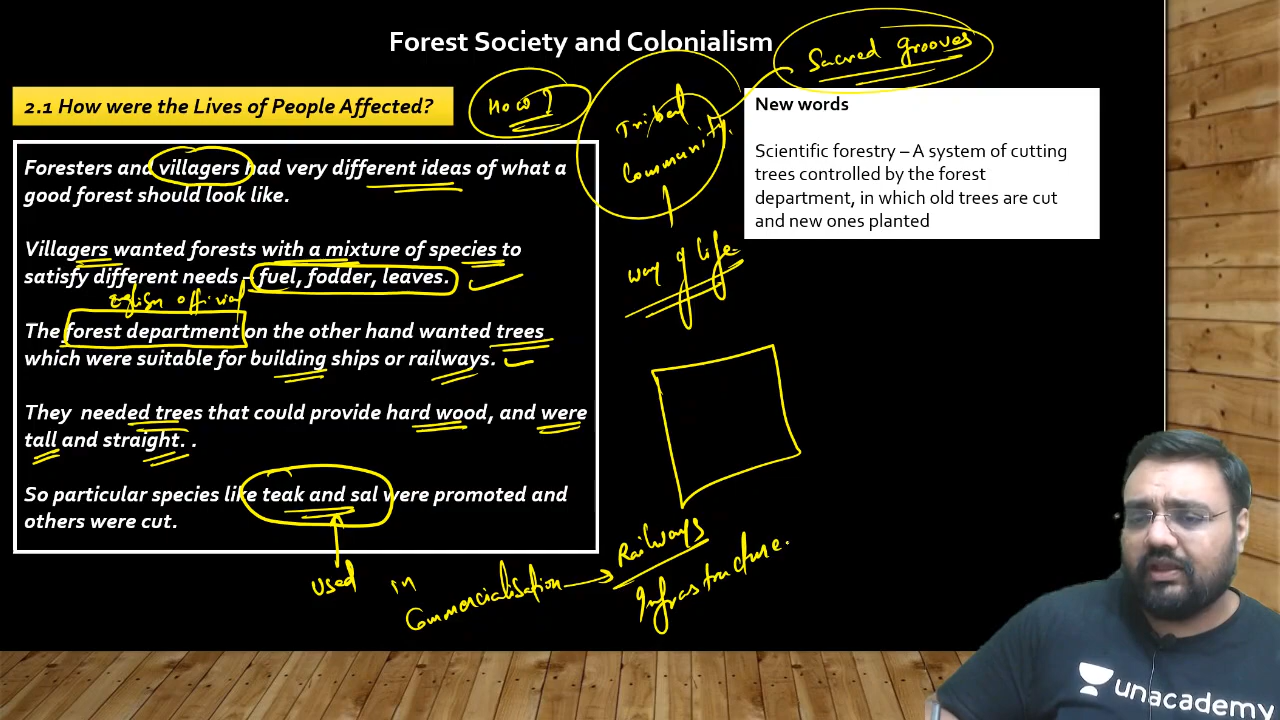 Forest Society and Colonialism
Sacred grooves
2.1 How were the Lives of People Affected?
How ?
Tribal
Community.
way of life
New words
Scientific forestry – A system of cutting
trees controlled by the forest
department, in which old trees are cut
and new ones planted
Foresters and villagers had very different ideas of what a
good forest should look like.
Villagers wanted forests with a mixture of species to
satisfy different needs – fuel, fodder, leaves.
English official
The forest department on the other hand wanted trees
which were suitable for building ships or railways.
They needed trees that could provide hard wood, and were
tall and straight. .
So particular species like teak and sal were promoted and
others were cut.
Used in
Commercialisation
Railways
Infrastructure.
unacademy